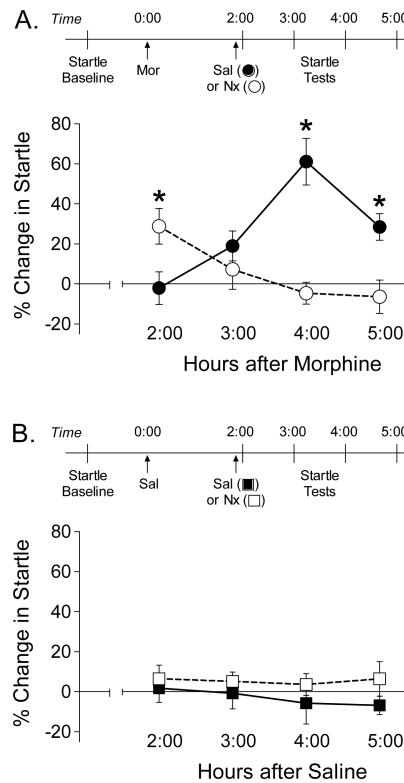 A.
Time 0:00 2:00 3:00 4:00 5:00
Startle Baseline Mor Sal (●) or Nx (○) Startle Tests
% Change in Startle
80
60
40
20
0
-20
* * *
2:00 3:00 4:00 5:00
Hours after Morphine
B.
Time 0:00 2:00 3:00 4:00 5:00
Startle Baseline Sal Sal (■) or Nx (□) Startle Tests
% Change in Startle
80
60
40
20
0
-20
2:00 3:00 4:00 5:00
Hours after Saline